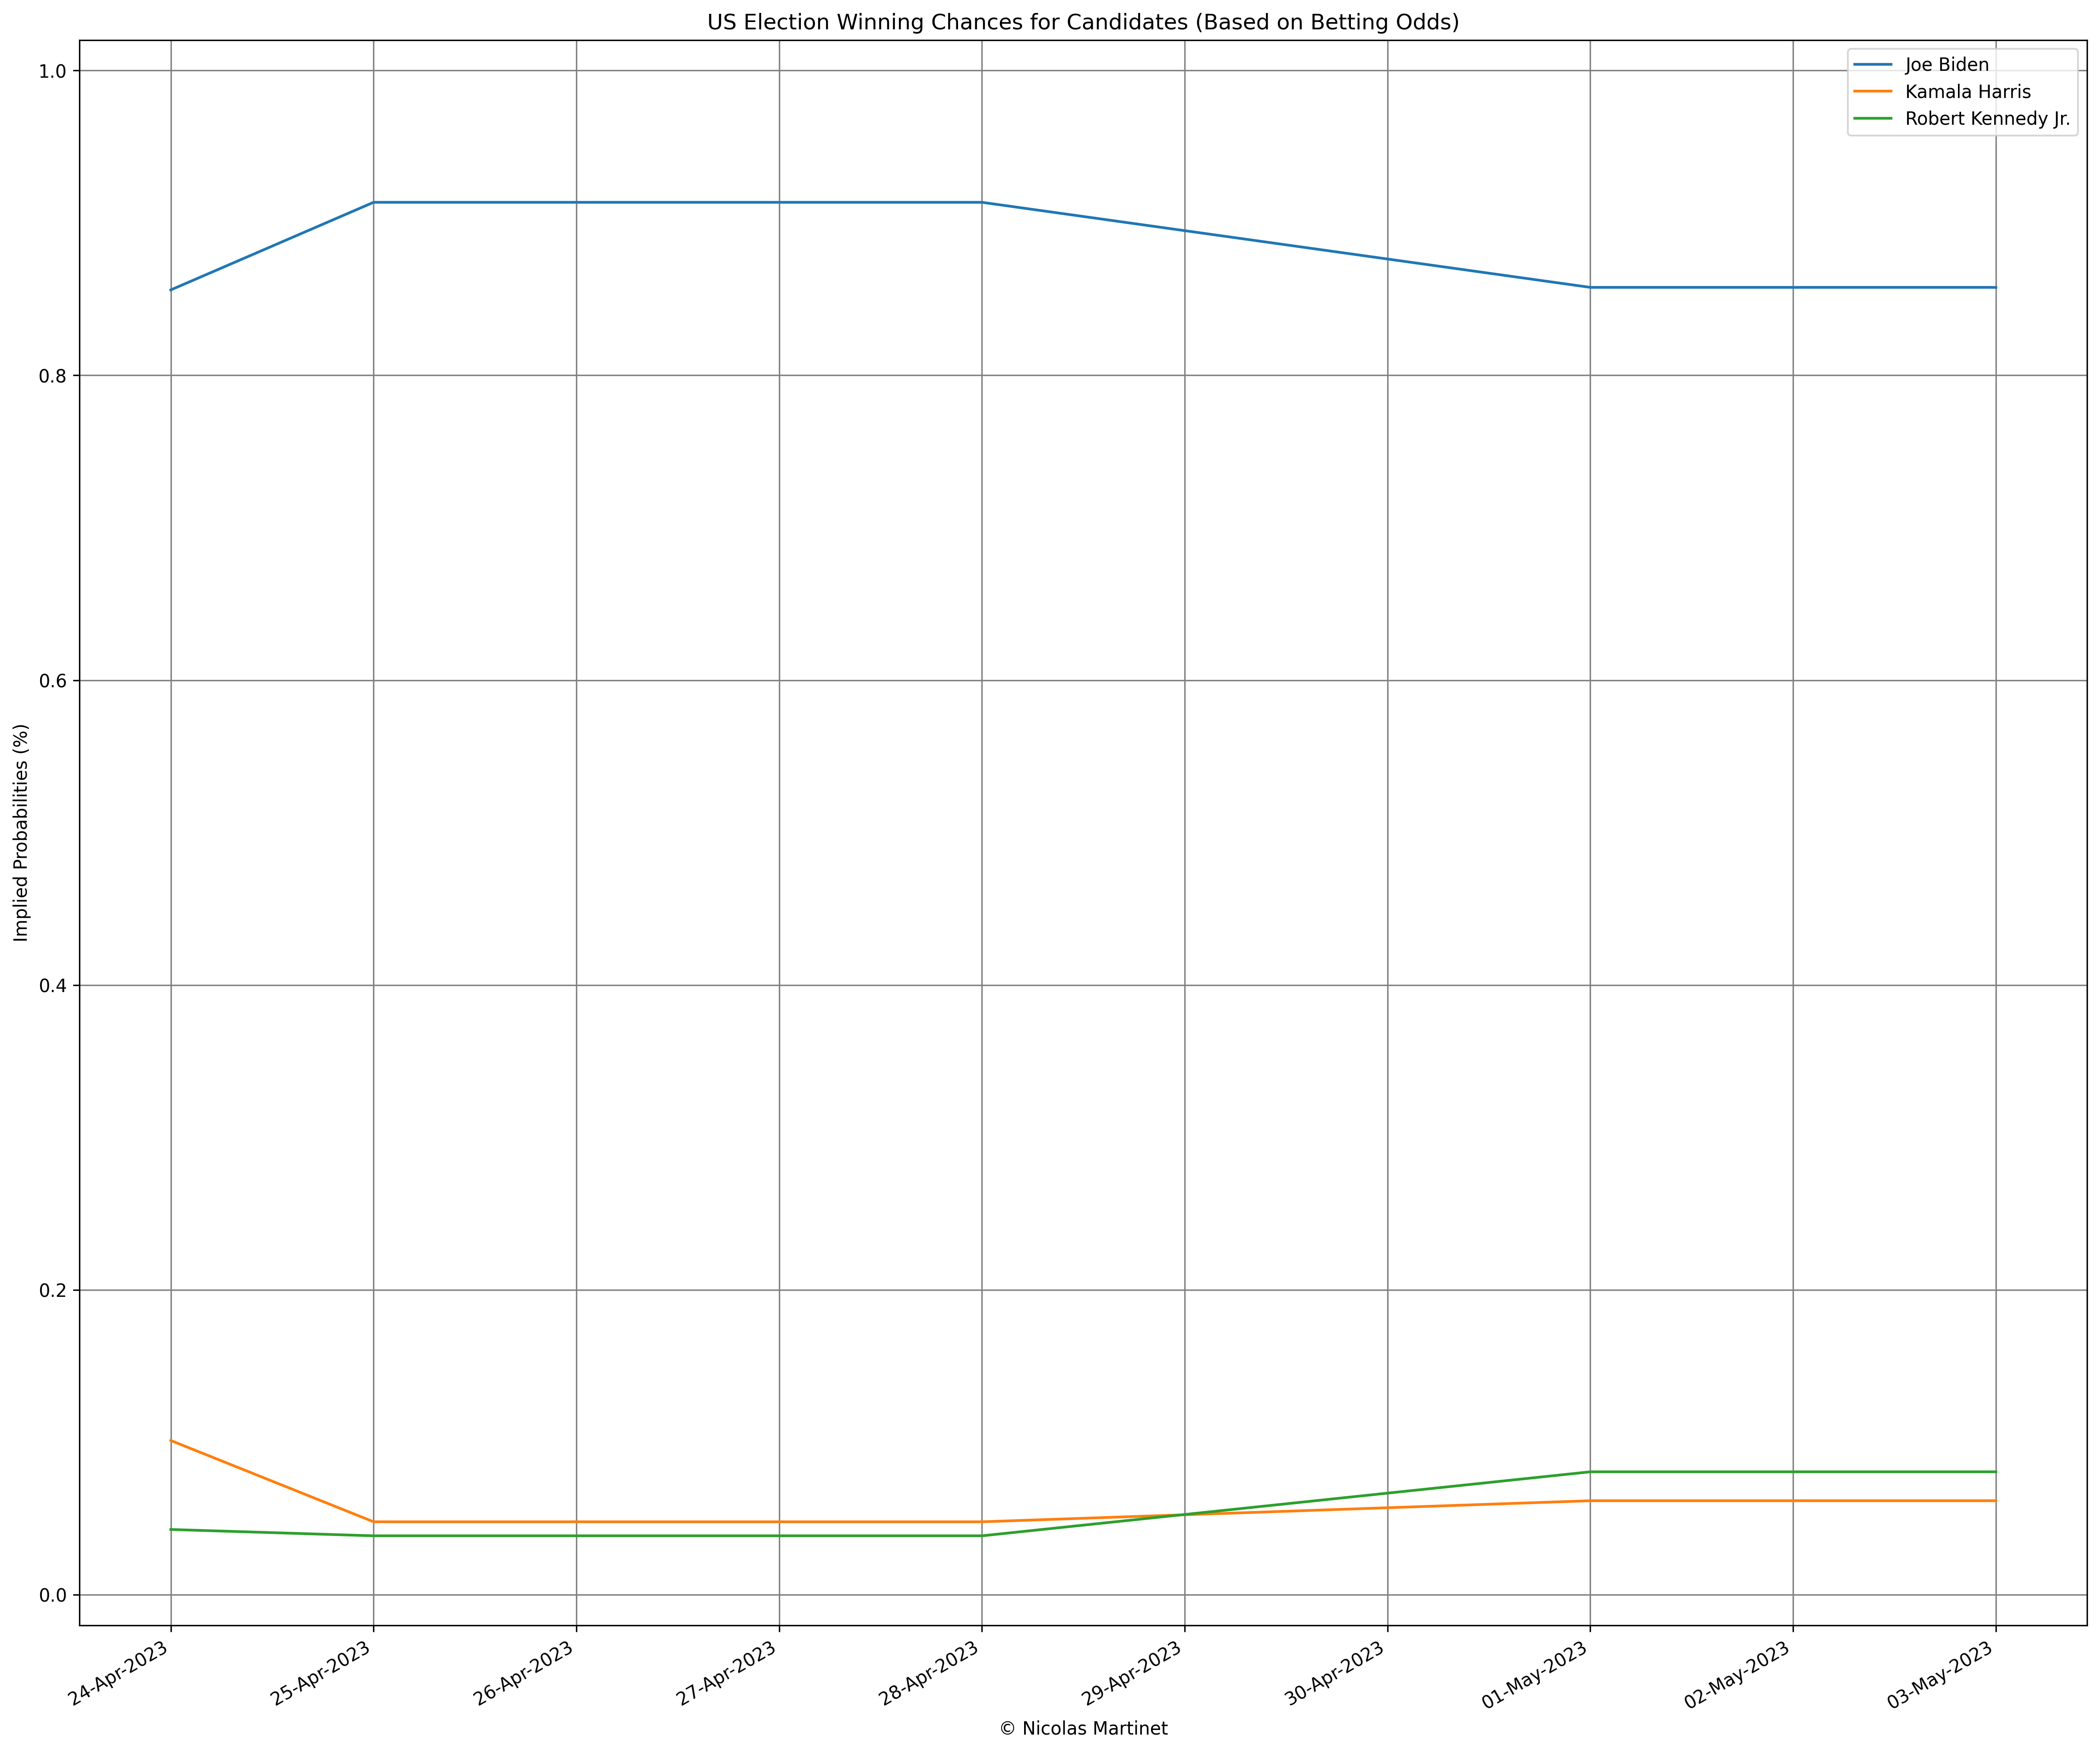 US Election Winning Chances for Candidates (Based on Betting Odds)
Joe Biden
Kamala Harris
Robert Kennedy Jr.
Implied Probabilities (%)
1.0
0.8
0.6
0.4
0.2
0.0
24-Apr-2023
25-Apr-2023
26-Apr-2023
27-Apr-2023
28-Apr-2023
29-Apr-2023
30-Apr-2023
01-May-2023
02-May-2023
03-May-2023
© Nicolas Martinet